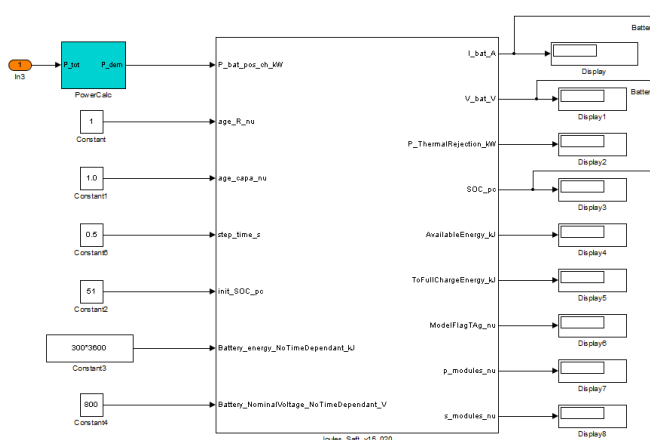 Batter
I_bat_A
1
P_tot
P_dem
P_bat_pos_ch_kW
Display
In3
Batter
PowerCalc
V_bat_V
Display1
1
age_R_nu
Constant
P_ThermalRejection_kW
Display2
1.0
age_capa_nu
SOC_pc
Constant1
Display3
0.5
step_time_s
AvailableEnergy_kJ
Constant6
Display4
51
init_SOC_pc
ToFullChargeEnergy_kJ
Constant2
Display5
ModelFlagTAg_nu
300*3600
Battery_energy_NoTimeDependant_kJ
Display6
Constant3
p_modules_nu
Display7
800
Battery_NominalVoltage_NoTimeDependant_V
s_modules_nu
Constant4
Display8